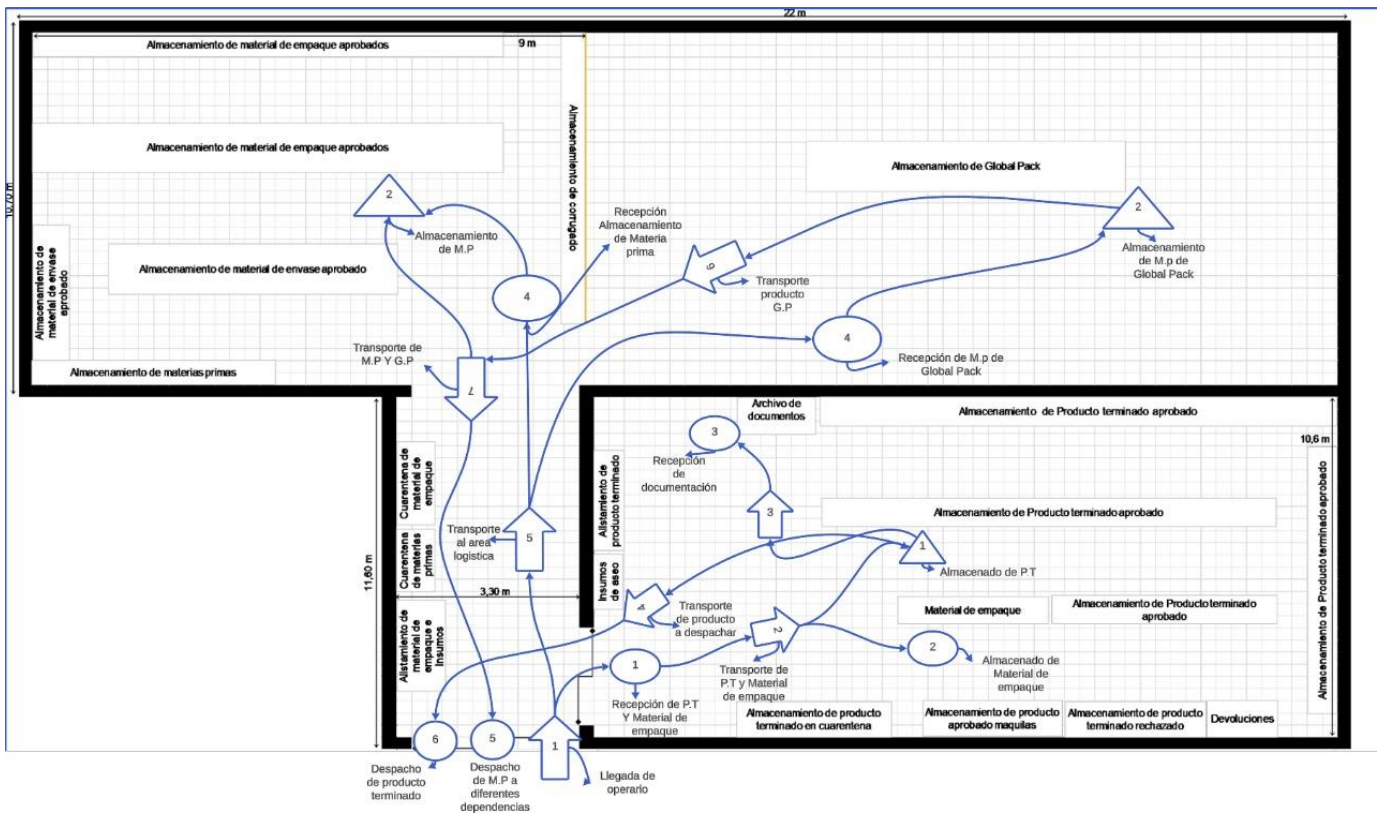 22 m
Almacenamiento de material de empaque aprobados
9 m
10,70 m
Almacenamiento de material de empaque aprobados
Almacenamiento de corrugado
Almacenamiento de Global Pack
2
Almacenamiento
de M.P
Recepción
Almacenamiento
de Materia
prima
2
Almacenamiento
de M.p de
Global Pack
Almacenamiento de
material de envase
aprobado
Almacenamiento de material de envase aprobado
4
Transporte
producto
G.P
4
Recepción de M.p de
Global Pack
Transporte de
M.P Y G.P
7
Almacenamiento de materias primas
Archivo de
documentos
Almacenamiento de Producto terminado aprobado
10,6 m
3
Recepción
de
documentación
Cuarentena de
material de
empaque
Alistamiento de
producto terminado
3
Almacenamiento de Producto terminado aprobado
Almacenamiento de Producto terminado aprobado
Transporte
al area
logistica
5
Cuarentena
de materias
primas
1
Almacenado de P.T
11,60 m
3,30 m
Insumos
de aseo
4
Transporte
de producto
a despachar
Material de empaque
Almacenamiento de Producto terminado
aprobado
Alistamiento de
material de
empaque e
Insumos
1
2
Transporte de
P.T y Material
de empaque
2
Almacenado de
Material de
empaque
Recepción de P.T
Y Material de
empaque
Almacenamiento de producto
terminado en cuarentena
Almacenamiento de producto
aprobado maquilas
Almacenamiento de producto
terminado rechazado
Devoluciones
6
5
1
Despacho
de producto
terminado
Despacho
de M.P a
diferentes
dependencias
Llegada de
operario